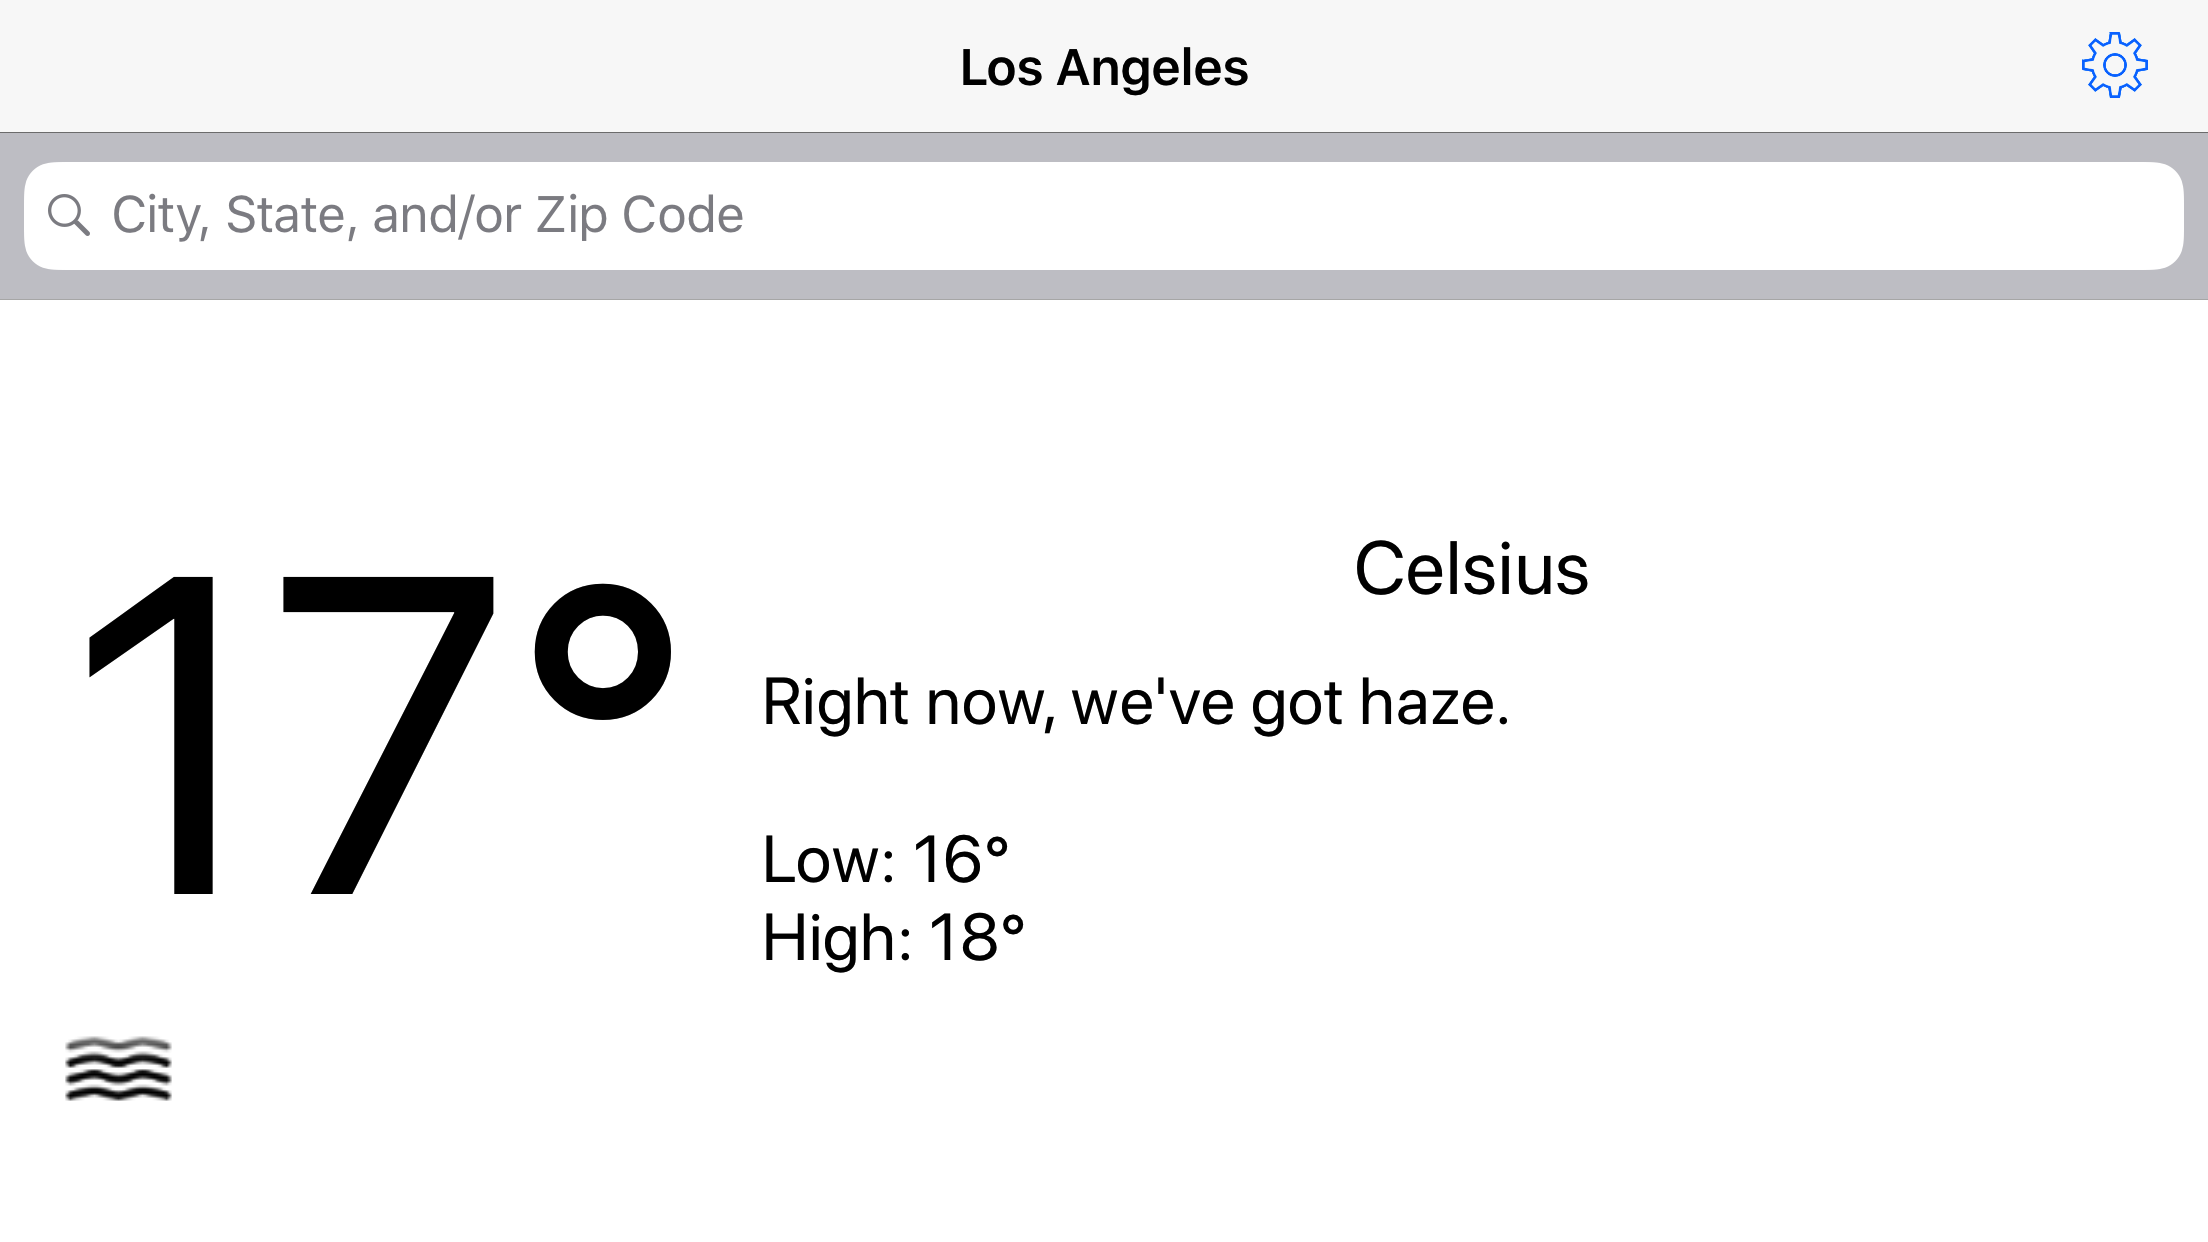 Los Angeles
City, State, and/or Zip Code
Celsius
17°
Right now, we've got haze.
Low: 16°
High: 18°